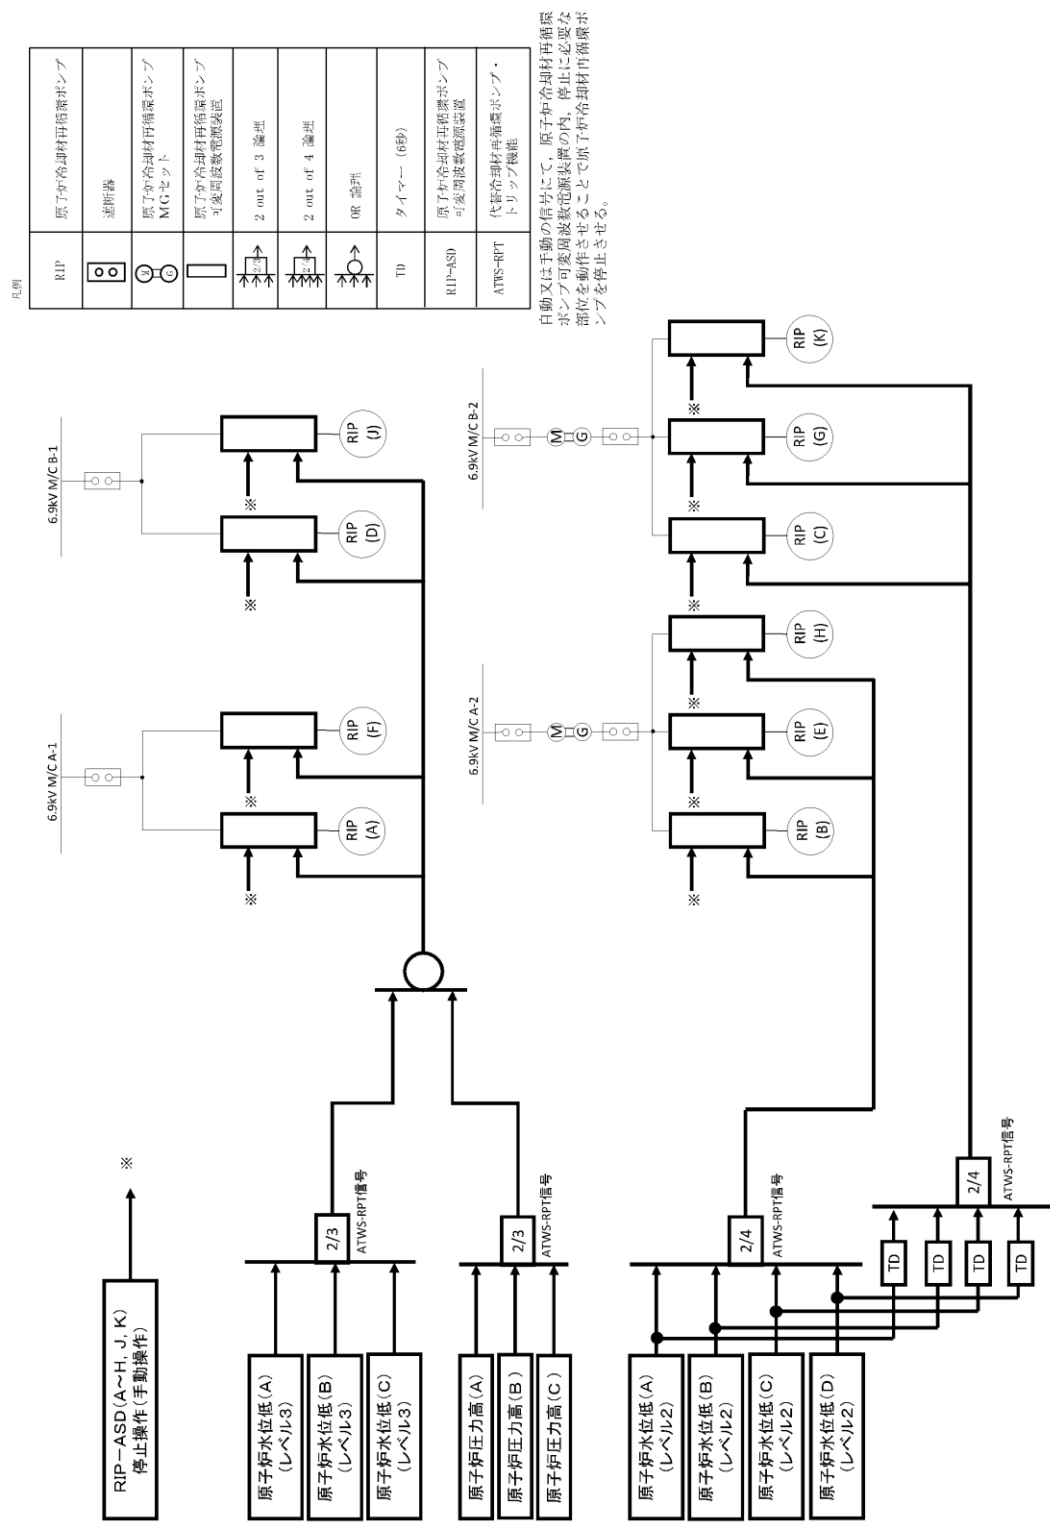 RIP－ASD(A～H, J, K)
停止操作(手動操作)
※
原子炉水位低(A)
(レベル3)
原子炉水位低(B)
(レベル3)
原子炉水位低(C)
(レベル3)
2/3
ATWS-RPT信号
原子炉圧力高(A)
原子炉圧力高(B)
原子炉圧力高(C)
2/3
ATWS-RPT信号
原子炉水位低(A)
(レベル2)
原子炉水位低(B)
(レベル2)
原子炉水位低(C)
(レベル2)
原子炉水位低(D)
(レベル2)
2/4
ATWS-RPT信号
TD
TD
TD
TD
2/4
ATWS-RPT信号
6.9kV M/C A-1
※
RIP
(A)
※
RIP
(F)
6.9kV M/C B-1
※
RIP
(D)
※
RIP
(J)
6.9kV M/C A-2
M
G
※
RIP
(B)
※
RIP
(E)
※
RIP
(H)
6.9kV M/C B-2
M
G
※
RIP
(C)
※
RIP
(G)
※
RIP
(K)
凡例
RIP
原子炉冷却材再循環ポンプ
遮断器
M
G
原子炉冷却材再循環ポンプ
MGセット
原子炉冷却材再循環ポンプ
可変周波数電源装置
2/3
2 out of 3 論理
2/4
2 out of 4 論理
OR 論理
TD
タイマー（6秒）
RIP-ASD
原子炉冷却材再循環ポンプ
可変周波数電源装置
ATWS-RPT
代替冷却材再循環ポンプ・
トリップ機能
自動又は手動の信号にて，原子炉冷却材再循環
ポンプ可変周波数電源装置の内，停止に必要な
部位を動作させることで原子炉冷却材再循環ポ
ンプを停止させる。